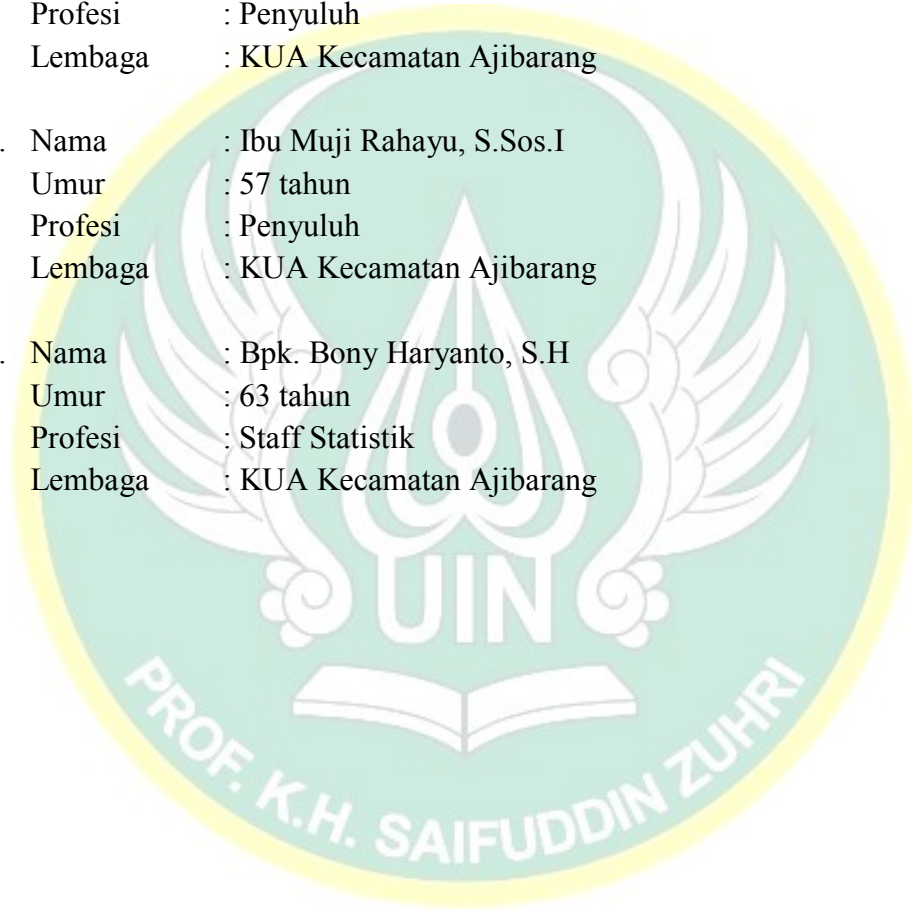 Profesi : Penyuluh
Lembaga : KUA Kecamatan Ajibarang
. Nama : Ibu Muji Rahayu, S.Sos.I
Umur : 57 tahun
Profesi : Penyuluh
Lembaga : KUA Kecamatan Ajibarang
. Nama : Bpk. Bony Haryanto, S.H
Umur : 63 tahun
Profesi : Staff Statistik
Lembaga : KUA Kecamatan Ajibarang
UIN
PROF. K.H. SAIFUDDIN ZUHRI